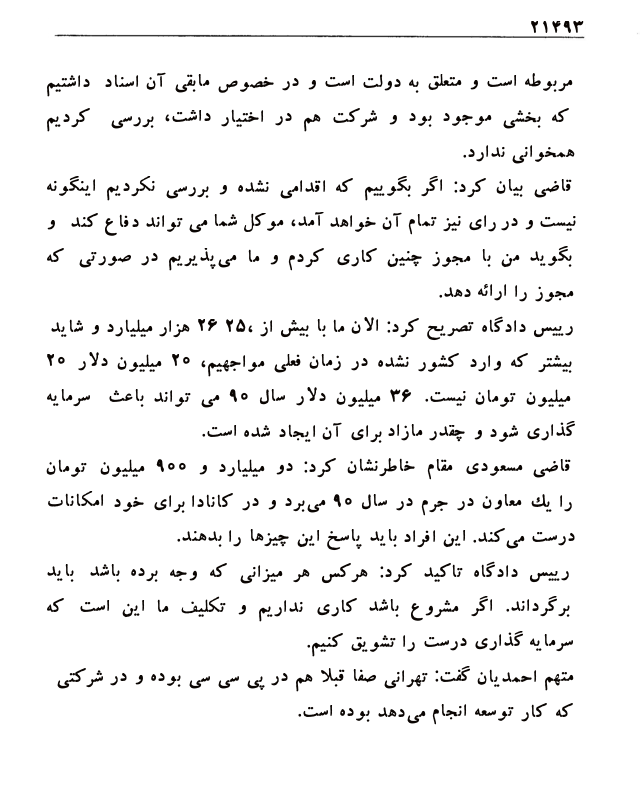 ۲۱۴۹۳
مربوطه است و متعلق به دولت است و در خصوص مابقی آن اسناد داشتیم
که بخشی موجود بود و شرکت هم در اختیار داشت، بررسی کردیم
همخوانی ندارد.
قاضی بیان کرد: اگر بگوییم که اقدامی نشده و بررسی نکردیم اینگونه
نیست و در رای نیز تمام آن خواهد آمد، موکل شما می تواند دفاع کند و
بگوید من با مجوز چنین کاری کردم و ما می‌پذیریم در صورتی که
مجوز را ارائه دهد.
رییس دادگاه تصریح کرد: الان ما با بیش از ،۲۵ ۲۶ هزار میلیارد و شاید
بیشتر که وارد کشور نشده در زمان فعلی مواجهیم، ۲۰ میلیون دلار ۲۰
میلیون تومان نیست. ۳۶ میلیون دلار سال ۹۰ می تواند باعث سرمایه
گذاری شود و چقدر مازاد برای آن ایجاد شده است.
قاضی مسعودی مقام خاطرنشان کرد: دو میلیارد و ۹۰۰ میلیون تومان
را یك معاون در جرم در سال ۹۰ می‌برد و در کانادا برای خود امکانات
درست می‌کند. این افراد باید پاسخ این چیزها را بدهند.
رییس دادگاه تاکید کرد: هرکس هر میزانی که وجه برده باشد باید
برگرداند. اگر مشروع باشد کاری نداریم و تکلیف ما این است که
سرمایه گذاری درست را تشویق کنیم.
متهم احمدیان گفت: تهرانی صفا قبلا هم در پی سی سی بوده و در شرکتی
که کار توسعه انجام می‌دهد بوده است.